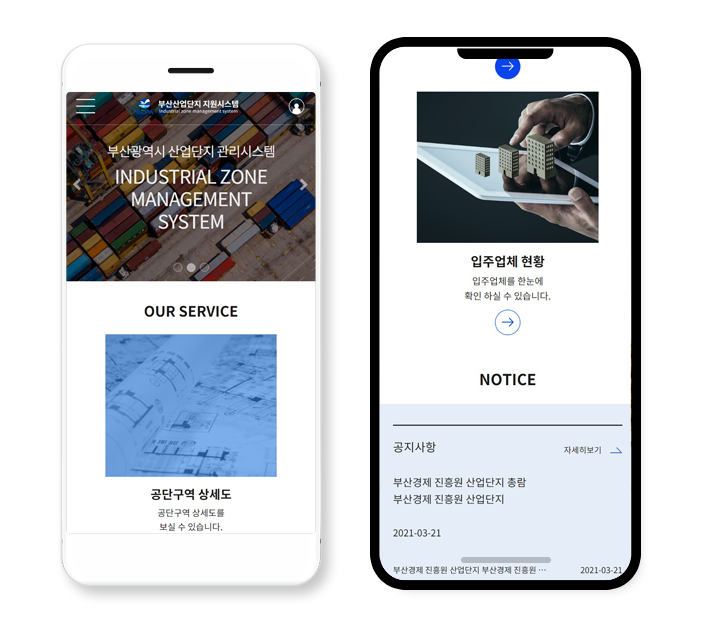 부산산업단지 지원시스템
Industrial zone management system
부산광역시 산업단지 관리시스템
INDUSTRIAL ZONE
MANAGEMENT
SYSTEM
OUR SERVICE
공단구역 상세도
공단구역 상세도를
보실 수 있습니다.
입주업체 현황
입주업체를 한눈에
확인 하실 수 있습니다.
NOTICE
공지사항
자세히보기
부산경제 진흥원 산업단지 총람
부산경제 진흥원 산업단지
2021-03-21
부산경제 진흥원 산업단지 부산경제 진흥원 ···
2021-03-21